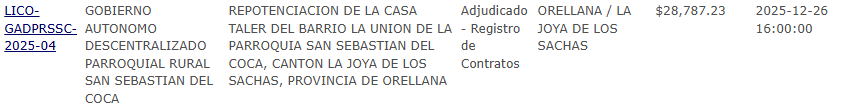 LICO-
GADPRSSC-
2025-04
GOBIERNO
AUTONOMO
DESCENTRALIZADO
PARROQUIAL RURAL
SAN SEBASTIAN DEL
COCA
REPOTENCIACION DE LA CASA
TALER DEL BARRIO LA UNION DE LA
PARROQUIA SAN SEBASTIAN DEL
COCA, CANTON LA JOYA DE LOS
SACHAS, PROVINCIA DE ORELLANA
Adjudicado
- Registro
de
Contratos
ORELLANA / LA
JOYA DE LOS
SACHAS
$28,787.23
2025-12-26
16:00:00